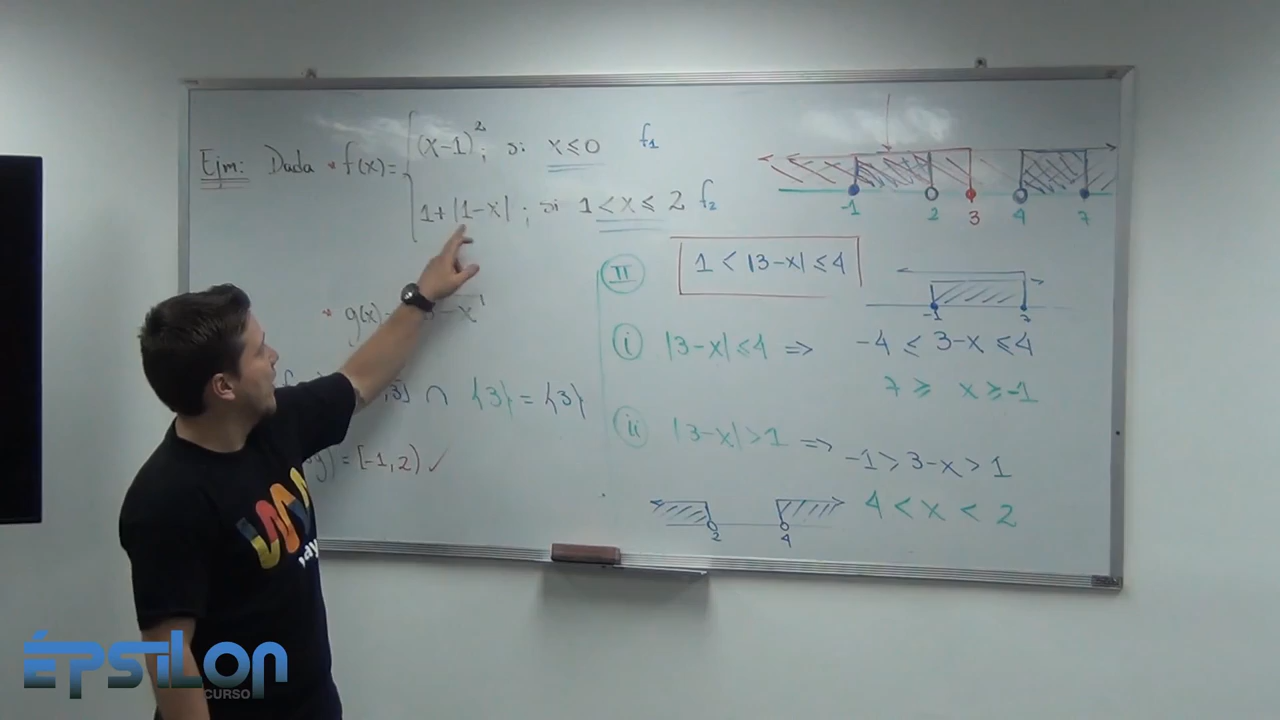 Ejm: Dada * f(x) =
(x-1)²; si x ≤ 0 f₁
1+|1-x| ; si 1 < x ≤ 2 f₂
* g(x)
∩ {3} = {3}
) = [-1, 2) ✓
-1 2 3 4 7
II 1 < |3-x| ≤ 4
-1
i |3-x| ≤ 4 ⇒ -4 ≤ 3-x ≤ 4
7 ≥ x ≥ -1
ii |3-x| > 1 ⇒ -1 > 3-x > 1
4 < x < 2
2 4
ÉPSILON
CURSO